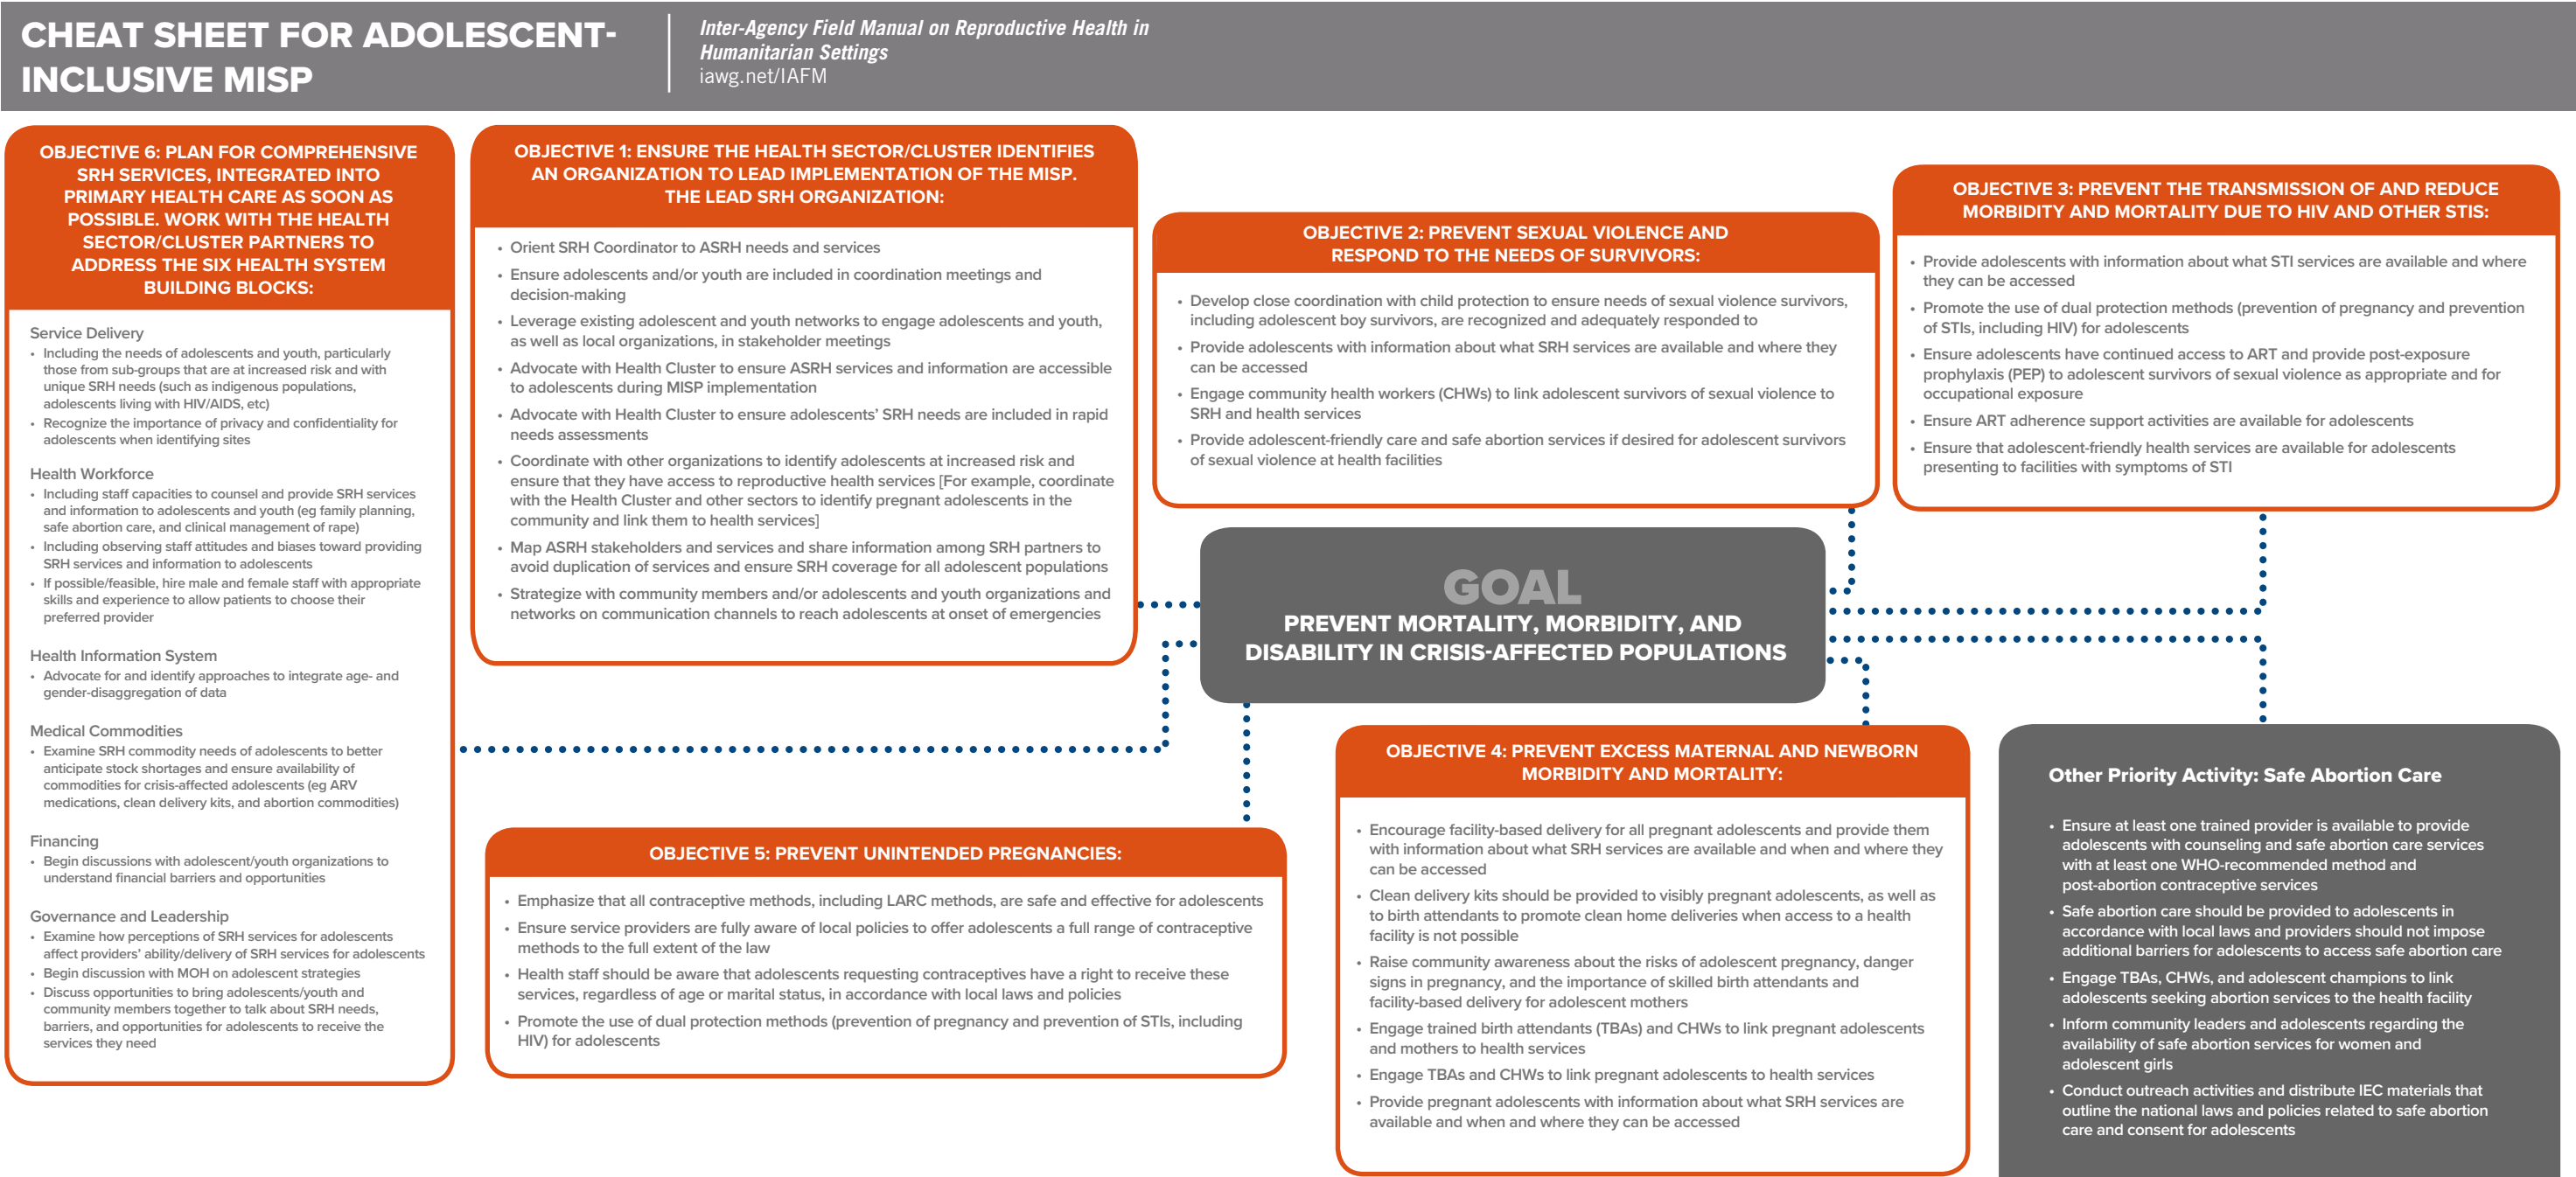 CHEAT SHEET FOR ADOLESCENT-
INCLUSIVE MISP
Inter-Agency Field Manual on Reproductive Health in
Humanitarian Settings
iawg.net/IAFM
OBJECTIVE 6: PLAN FOR COMPREHENSIVE
SRH SERVICES, INTEGRATED INTO
PRIMARY HEALTH CARE AS SOON AS
POSSIBLE. WORK WITH THE HEALTH
SECTOR/CLUSTER PARTNERS TO
ADDRESS THE SIX HEALTH SYSTEM
BUILDING BLOCKS:
Service Delivery
• Including the needs of adolescents and youth, particularly
those from sub-groups that are at increased risk and with
unique SRH needs (such as indigenous populations,
adolescents living with HIV/AIDS, etc)
• Recognize the importance of privacy and confidentiality for
adolescents when identifying sites
Health Workforce
• Including staff capacities to counsel and provide SRH services
and information to adolescents and youth (eg family planning,
safe abortion care, and clinical management of rape)
• Including observing staff attitudes and biases toward providing
SRH services and information to adolescents
• If possible/feasible, hire male and female staff with appropriate
skills and experience to allow patients to choose their
preferred provider
Health Information System
• Advocate for and identify approaches to integrate age- and
gender-disaggregation of data
Medical Commodities
• Examine SRH commodity needs of adolescents to better
anticipate stock shortages and ensure availability of
commodities for crisis-affected adolescents (eg ARV
medications, clean delivery kits, and abortion commodities)
Financing
• Begin discussions with adolescent/youth organizations to
understand financial barriers and opportunities
Governance and Leadership
• Examine how perceptions of SRH services for adolescents
affect providers' ability/delivery of SRH services for adolescents
• Begin discussion with MOH on adolescent strategies
• Discuss opportunities to bring adolescents/youth and
community members together to talk about SRH needs,
barriers, and opportunities for adolescents to receive the
services they need
OBJECTIVE 1: ENSURE THE HEALTH SECTOR/CLUSTER IDENTIFIES
AN ORGANIZATION TO LEAD IMPLEMENTATION OF THE MISP.
THE LEAD SRH ORGANIZATION:
• Orient SRH Coordinator to ASRH needs and services
• Ensure adolescents and/or youth are included in coordination meetings and
decision-making
• Leverage existing adolescent and youth networks to engage adolescents and youth,
as well as local organizations, in stakeholder meetings
• Advocate with Health Cluster to ensure ASRH services and information are accessible
to adolescents during MISP implementation
• Advocate with Health Cluster to ensure adolescents' SRH needs are included in rapid
needs assessments
• Coordinate with other organizations to identify adolescents at increased risk and
ensure that they have access to reproductive health services [For example, coordinate
with the Health Cluster and other sectors to identify pregnant adolescents in the
community and link them to health services]
• Map ASRH stakeholders and services and share information among SRH partners to
avoid duplication of services and ensure SRH coverage for all adolescent populations
• Strategize with community members and/or adolescents and youth organizations and
networks on communication channels to reach adolescents at onset of emergencies
OBJECTIVE 2: PREVENT SEXUAL VIOLENCE AND
RESPOND TO THE NEEDS OF SURVIVORS:
• Develop close coordination with child protection to ensure needs of sexual violence survivors,
including adolescent boy survivors, are recognized and adequately responded to
• Provide adolescents with information about what SRH services are available and where they
can be accessed
• Engage community health workers (CHWs) to link adolescent survivors of sexual violence to
SRH and health services
• Provide adolescent-friendly care and safe abortion services if desired for adolescent survivors
of sexual violence at health facilities
OBJECTIVE 3: PREVENT THE TRANSMISSION OF AND REDUCE
MORBIDITY AND MORTALITY DUE TO HIV AND OTHER STIS:
• Provide adolescents with information about what STI services are available and where
they can be accessed
• Promote the use of dual protection methods (prevention of pregnancy and prevention
of STIs, including HIV) for adolescents
• Ensure adolescents have continued access to ART and provide post-exposure
prophylaxis (PEP) to adolescent survivors of sexual violence as appropriate and for
occupational exposure
• Ensure ART adherence support activities are available for adolescents
• Ensure that adolescent-friendly health services are available for adolescents
presenting to facilities with symptoms of STI
GOAL
PREVENT MORTALITY, MORBIDITY, AND
DISABILITY IN CRISIS-AFFECTED POPULATIONS
OBJECTIVE 5: PREVENT UNINTENDED PREGNANCIES:
• Emphasize that all contraceptive methods, including LARC methods, are safe and effective for adolescents
• Ensure service providers are fully aware of local policies to offer adolescents a full range of contraceptive
methods to the full extent of the law
• Health staff should be aware that adolescents requesting contraceptives have a right to receive these
services, regardless of age or marital status, in accordance with local laws and policies
• Promote the use of dual protection methods (prevention of pregnancy and prevention of STIs, including
HIV) for adolescents
OBJECTIVE 4: PREVENT EXCESS MATERNAL AND NEWBORN
MORBIDITY AND MORTALITY:
• Encourage facility-based delivery for all pregnant adolescents and provide them
with information about what SRH services are available and when and where they
can be accessed
• Clean delivery kits should be provided to visibly pregnant adolescents, as well as
to birth attendants to promote clean home deliveries when access to a health
facility is not possible
• Raise community awareness about the risks of adolescent pregnancy, danger
signs in pregnancy, and the importance of skilled birth attendants and
facility-based delivery for adolescent mothers
• Engage trained birth attendants (TBAs) and CHWs to link pregnant adolescents
and mothers to health services
• Engage TBAs and CHWs to link pregnant adolescents to health services
• Provide pregnant adolescents with information about what SRH services are
available and when and where they can be accessed
Other Priority Activity: Safe Abortion Care
• Ensure at least one trained provider is available to provide
adolescents with counseling and safe abortion care services
with at least one WHO-recommended method and
post-abortion contraceptive services
• Safe abortion care should be provided to adolescents in
accordance with local laws and providers should not impose
additional barriers for adolescents to access safe abortion care
• Engage TBAs, CHWs, and adolescent champions to link
adolescents seeking abortion services to the health facility
• Inform community leaders and adolescents regarding the
availability of safe abortion services for women and
adolescent girls
• Conduct outreach activities and distribute IEC materials that
outline the national laws and policies related to safe abortion
care and consent for adolescents